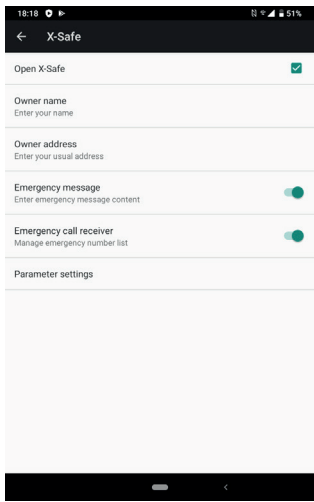 18:18 51%
X-Safe
Open X-Safe
Owner name
Enter your name
Owner address
Enter your usual address
Emergency message
Enter emergency message content
Emergency call receiver
Manage emergency number list
Parameter settings